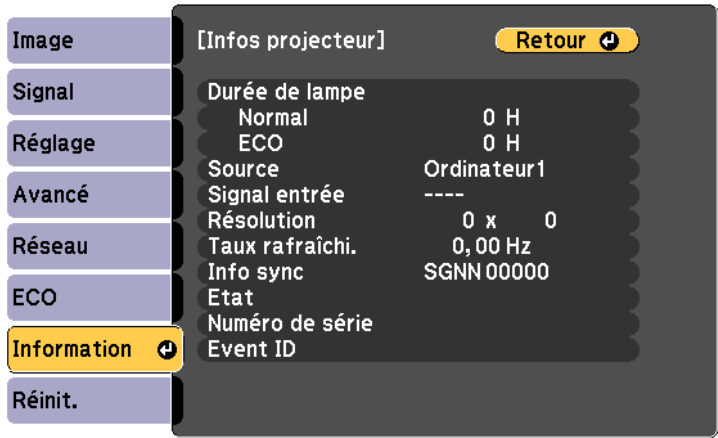 Image
Signal
Réglage
Avancé
Réseau
ECO
Information
Réinit.
[Infos projecteur] Retour
Durée de lampe
Normal 0 H
ECO 0 H
Source Ordinateur1
Signal entrée ----
Résolution 0 x 0
Taux rafraîchi. 0,00 Hz
Info sync SGNN 00000
Etat
Numéro de série
Event ID